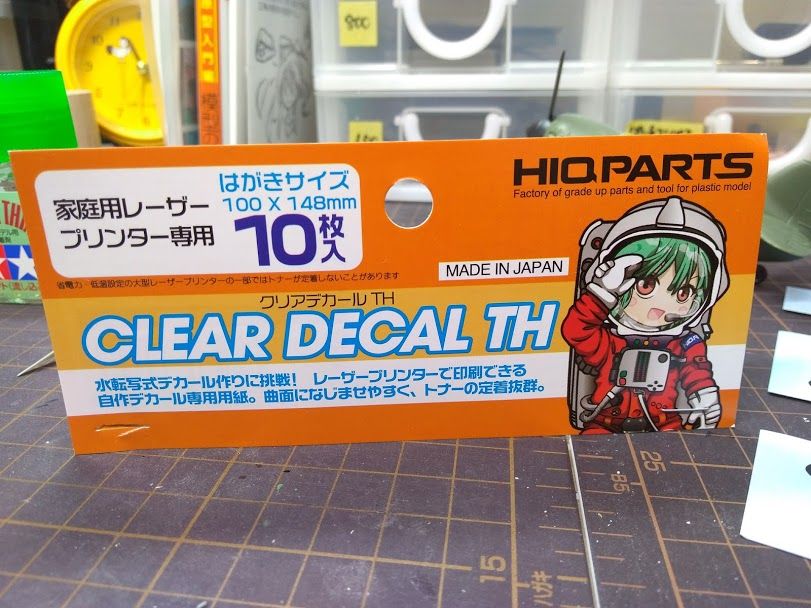 HIQPARTS
Factory of grade up parts and tool for plastic model
家庭用レーザー
プリンター専用
はがきサイズ
100 X 148mm
10枚入
省電力・低温設定の大型レーザープリンターの一部ではトナーが定着しないことがあります
MADE IN JAPAN
クリアデカール TH
CLEAR DECAL TH
水転写式デカール作りに挑戦! レーザープリンターで印刷できる
自作デカール専用用紙。曲面になじませやすく、トナーの定着抜群。
800
25
B5
15
ハガキ